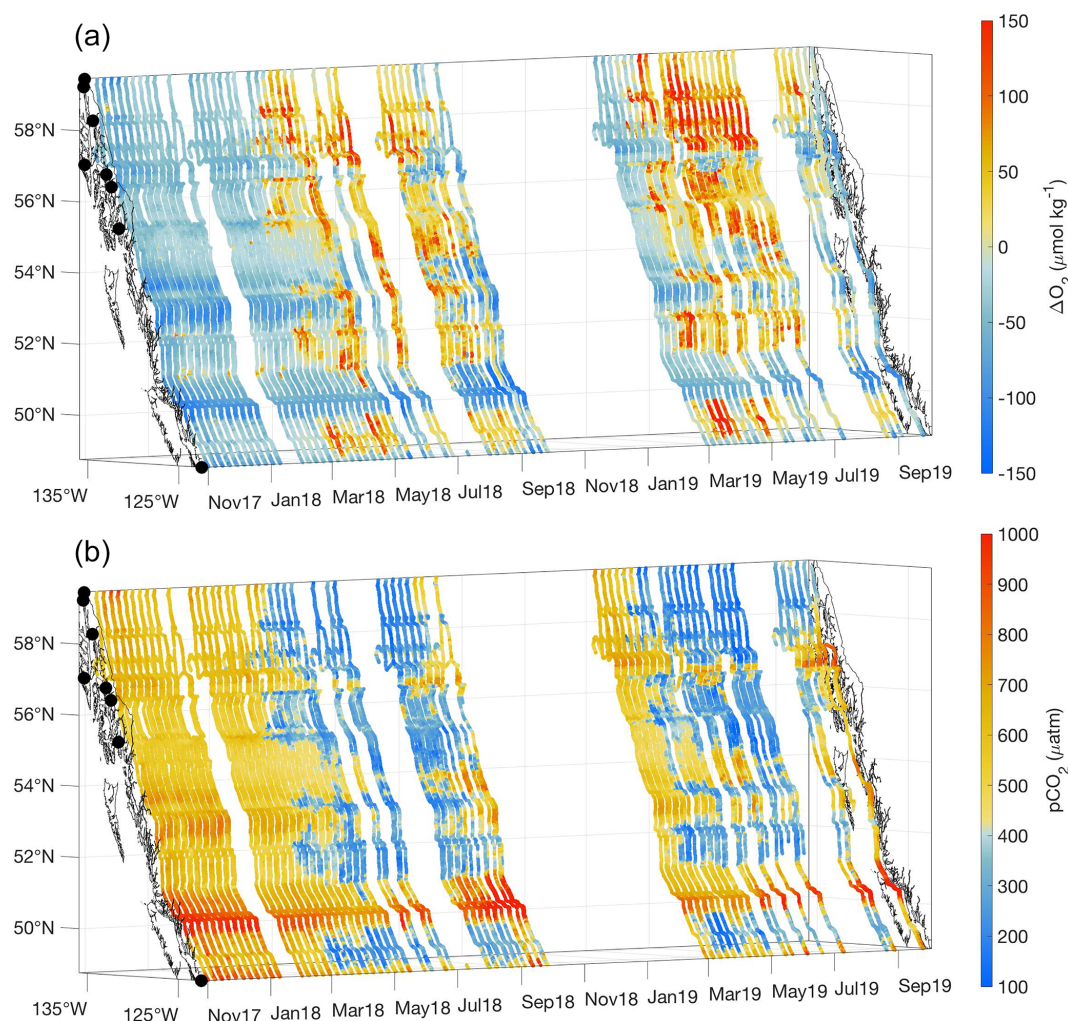 (a)
150
58°N
100
56°N
50
54°N
0
52°N
-50
50°N
-100
-150
ΔO₂ (μmol kg⁻¹)
135°W 125°W Nov17 Jan18 Mar18 May18 Jul18 Sep18 Nov18 Jan19 Mar19 May19 Jul19 Sep19
(b)
1000
900
58°N
800
56°N
700
600
54°N
500
52°N
400
300
50°N
200
100
pCO₂ (μatm)
135°W 125°W Nov17 Jan18 Mar18 May18 Jul18 Sep18 Nov18 Jan19 Mar19 May19 Jul19 Sep19